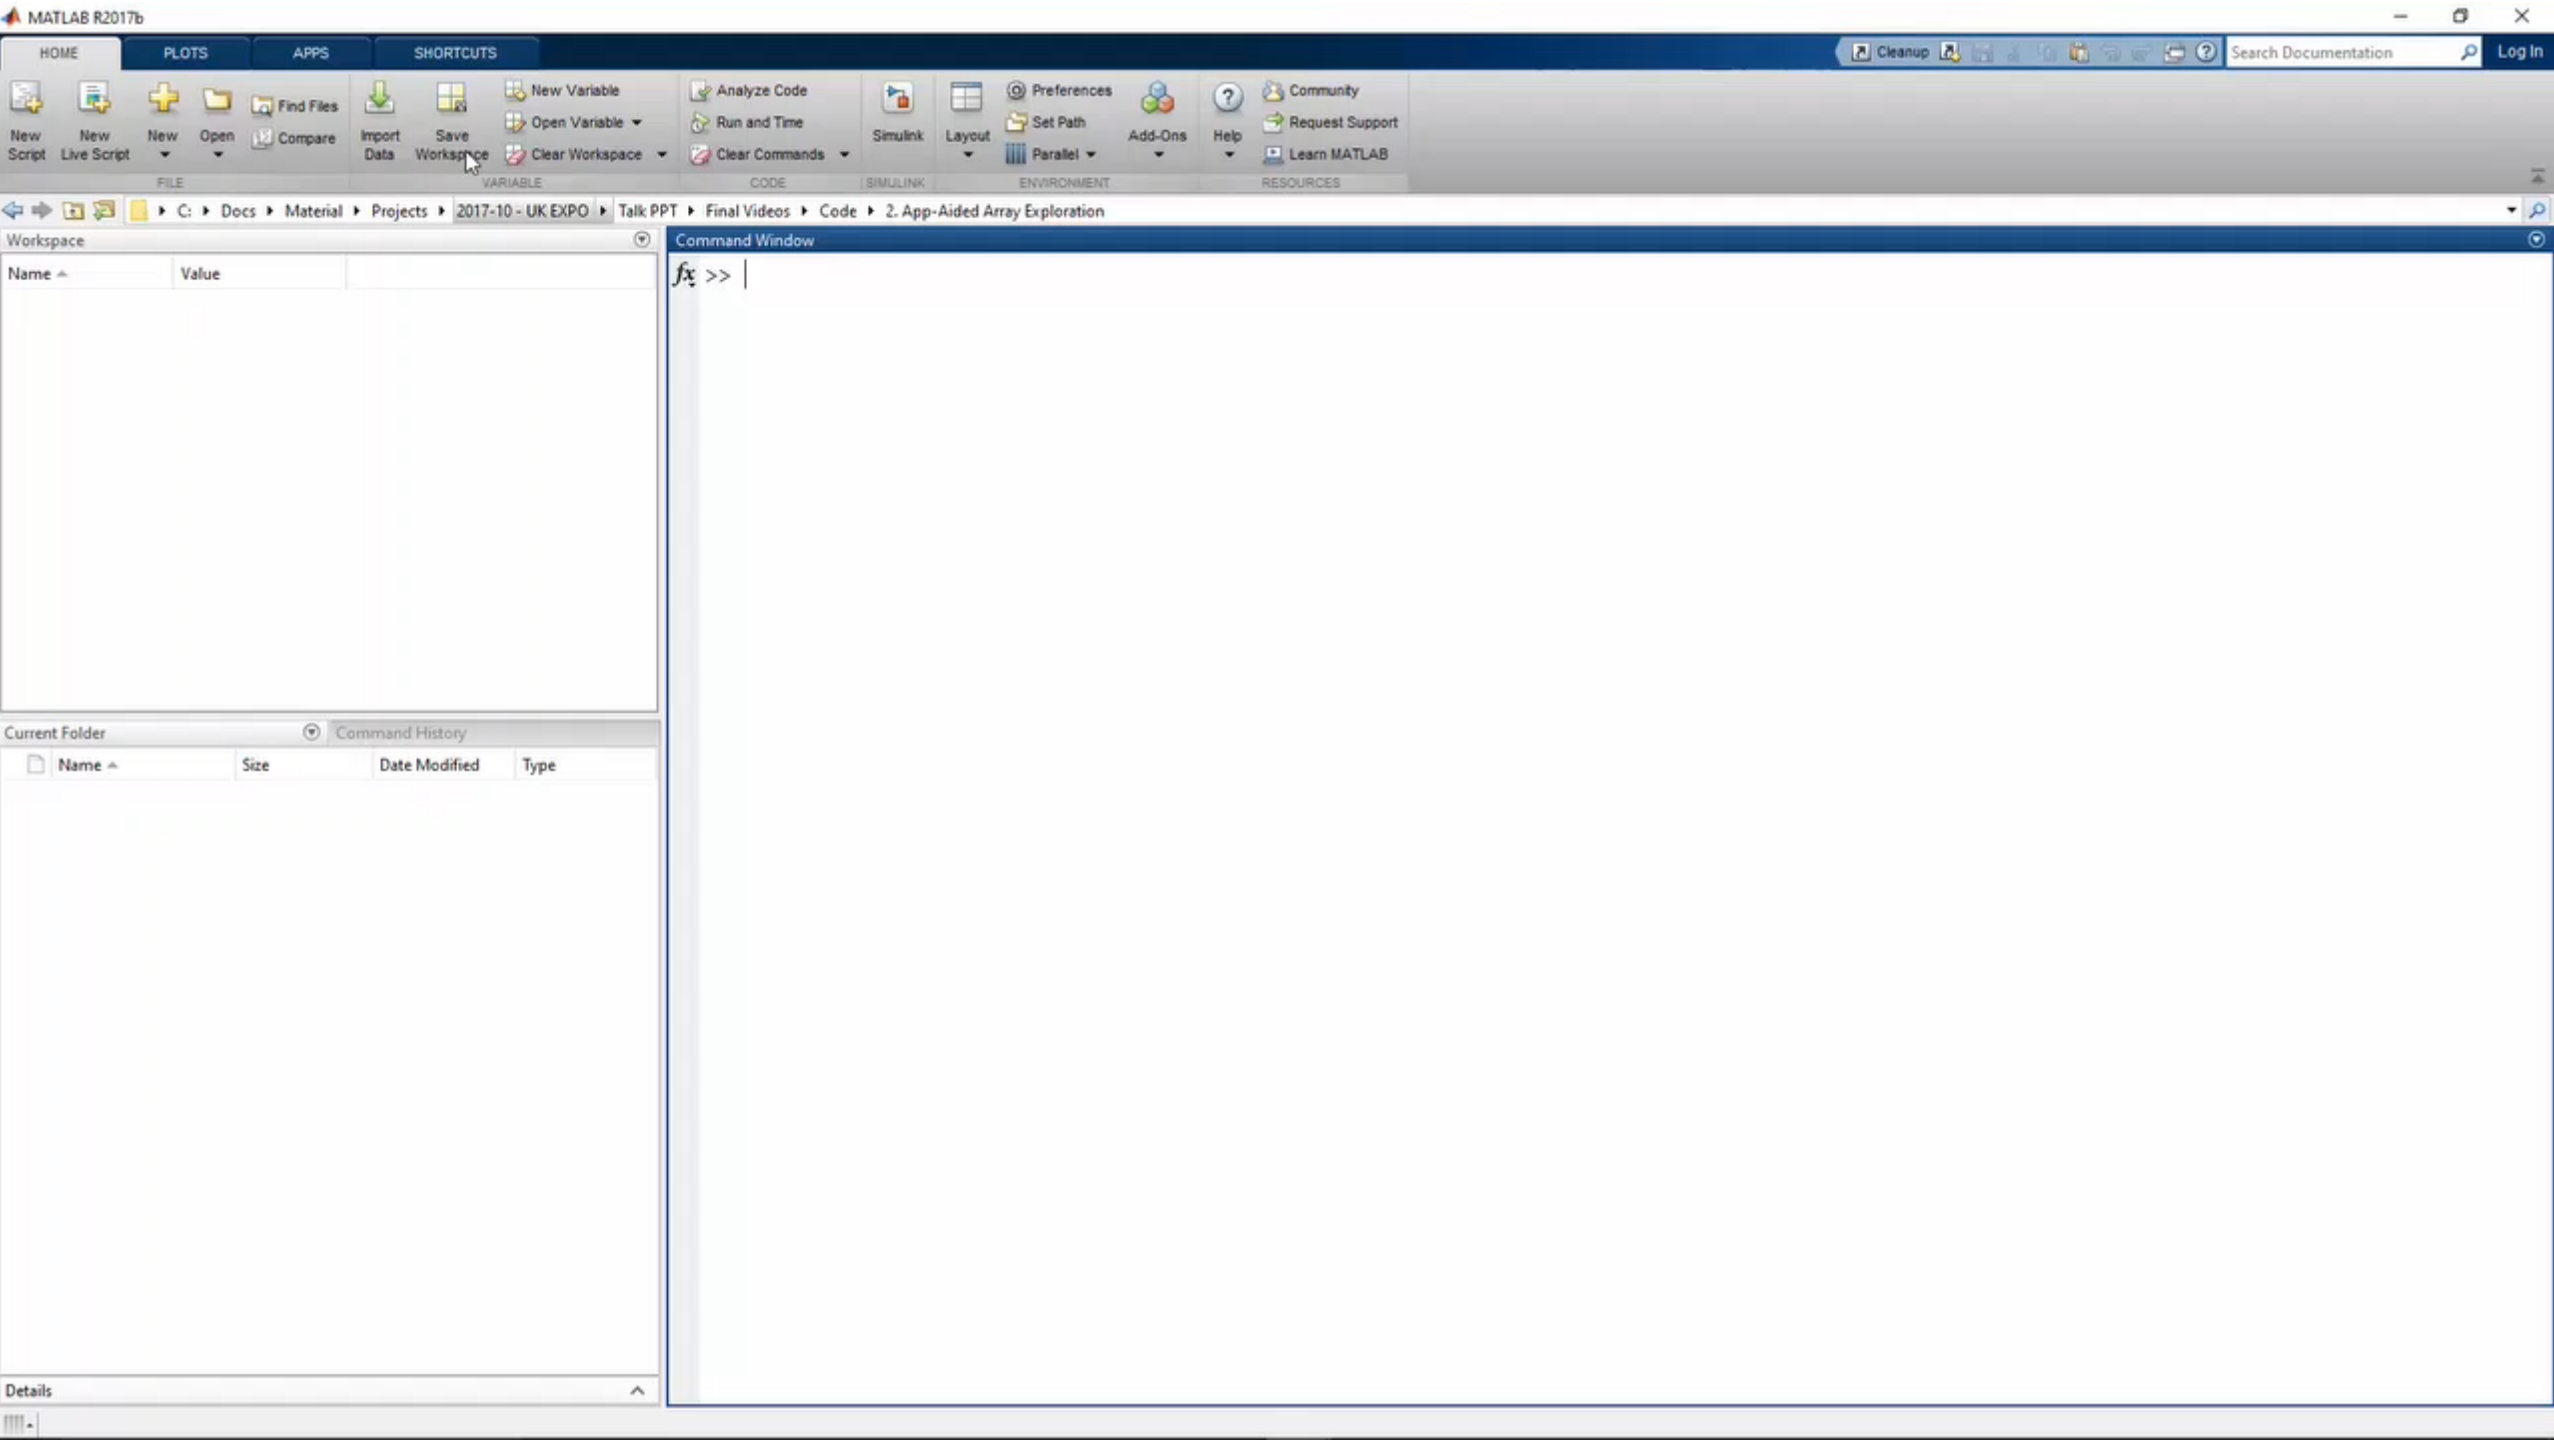 MATLAB R2017b
HOME PLOTS APPS SHORTCUTS Cleanup Search Documentation Log In
New Script
New Live Script
New
Open
Find Files
Compare
Import Data
Save Workspace
New Variable
Open Variable
Clear Workspace
Analyze Code
Run and Time
Clear Commands
Simulink
Layout
Preferences
Set Path
Parallel
Add-Ons
Help
Community
Request Support
Learn MATLAB
FILE VARIABLE CODE SIMULINK ENVIRONMENT RESOURCES
C: Docs Material Projects 2017-10 - UK EXPO Talk PPT Final Videos Code 2. App-Aided Array Exploration
Workspace
Name Value
Command Window
fx >>
Current Folder Command History
Name Size Date Modified Type
Details